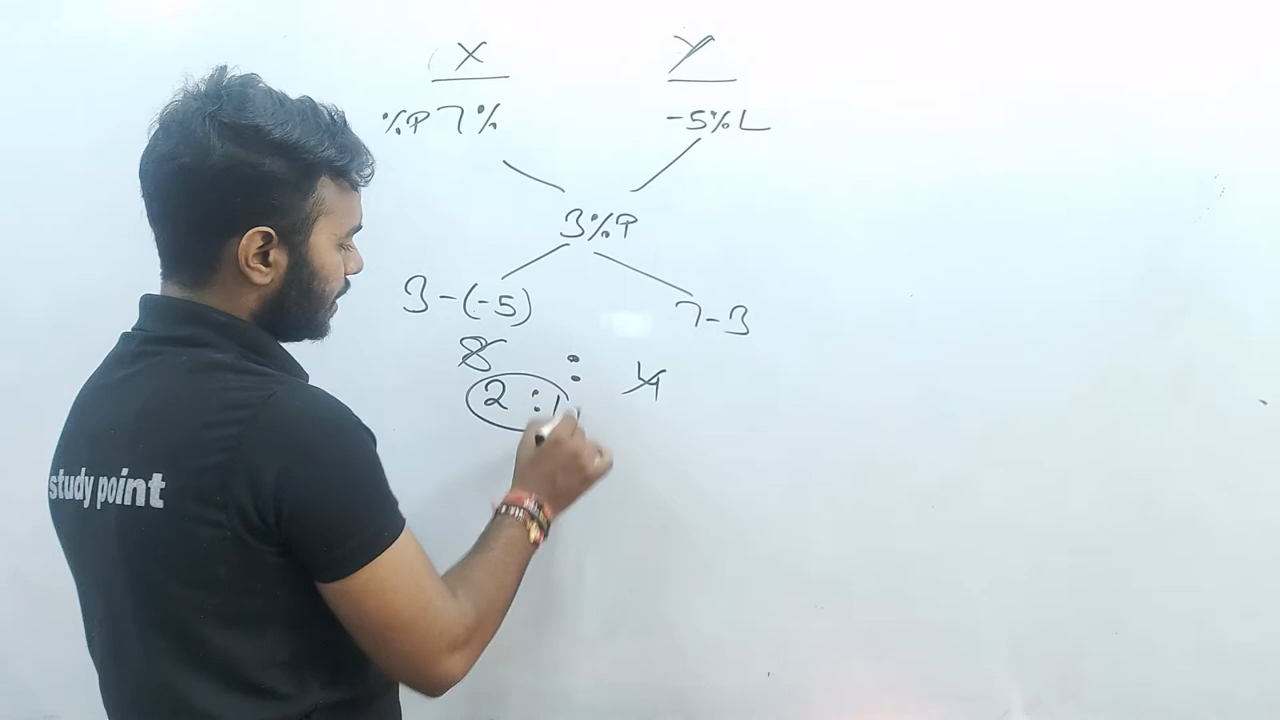 X Y
%P 7% -5% L
3%P
3-(-5) 7-3
8 : 4
2 : 1
study point